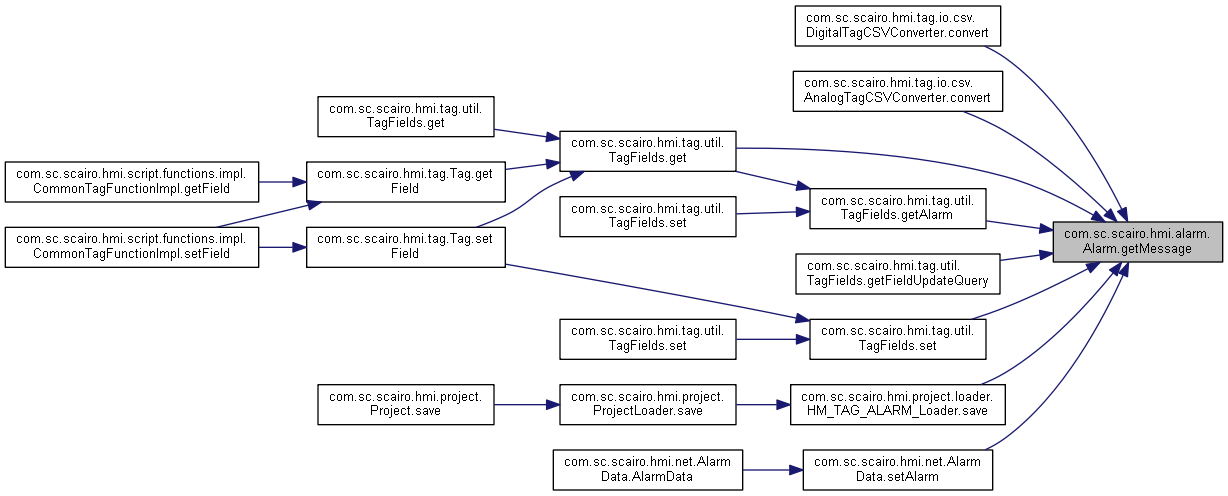 com.sc.scairo.hmi.tag.io.csv.
DigitalTagCSVConverter.convert
com.sc.scairo.hmi.tag.io.csv.
AnalogTagCSVConverter.convert
com.sc.scairo.hmi.tag.util.
TagFields.get
com.sc.scairo.hmi.tag.util.
TagFields.get
com.sc.scairo.hmi.script.functions.impl.
CommonTagFunctionImpl.getField
com.sc.scairo.hmi.tag.Tag.get
Field
com.sc.scairo.hmi.tag.util.
TagFields.set
com.sc.scairo.hmi.tag.util.
TagFields.getAlarm
com.sc.scairo.hmi.script.functions.impl.
CommonTagFunctionImpl.setField
com.sc.scairo.hmi.tag.Tag.set
Field
com.sc.scairo.hmi.alarm.
Alarm.getMessage
com.sc.scairo.hmi.tag.util.
TagFields.getFieldUpdateQuery
com.sc.scairo.hmi.tag.util.
TagFields.set
com.sc.scairo.hmi.tag.util.
TagFields.set
com.sc.scairo.hmi.project.
Project.save
com.sc.scairo.hmi.project.
ProjectLoader.save
com.sc.scairo.hmi.project.loader.
HM_TAG_ALARM_Loader.save
com.sc.scairo.hmi.net.Alarm
Data.AlarmData
com.sc.scairo.hmi.net.Alarm
Data.setAlarm